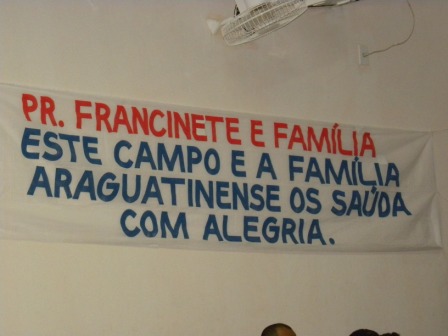 PR. FRANCINETE E FAMÍLIA
ESTE CAMPO E A FAMÍLIA
ARAGUATINENSE OS SAÚDA
COM ALEGRIA.